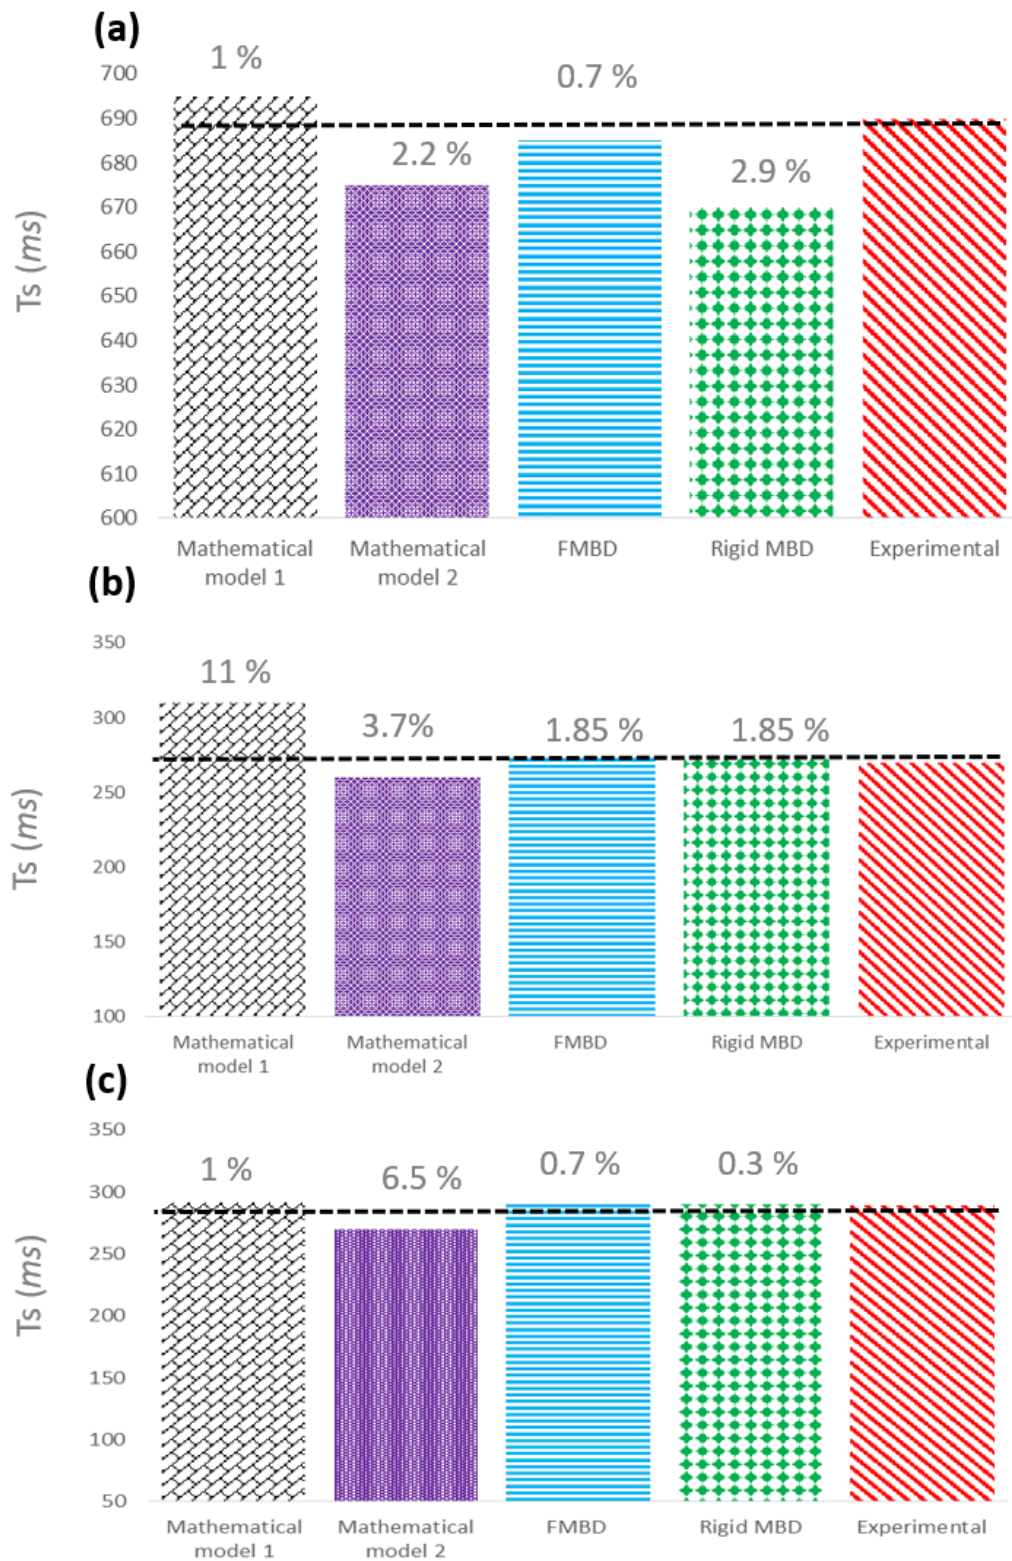 (a)
1 %
0.7 %
2.2 %
2.9 %
700
690
680
670
660
650
640
630
620
610
600
Ts (ms)
Mathematical model 1
Mathematical model 2
FMBD
Rigid MBD
Experimental
(b)
11 %
3.7%
1.85 %
1.85 %
350
300
250
200
150
100
Ts (ms)
Mathematical model 1
Mathematical model 2
FMBD
Rigid MBD
Experimental
(c)
1 %
6.5 %
0.7 %
0.3 %
350
300
250
200
150
100
50
Ts (ms)
Mathematical model 1
Mathematical model 2
FMBD
Rigid MBD
Experimental